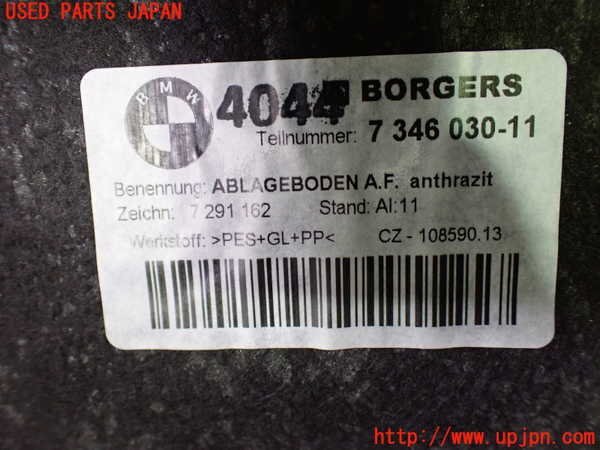 USED PARTS JAPAN
BMW
4044 BORGERS
Teilnummer: 7 346 030-11
Benennung: ABLAGEBODEN A.F. anthrazit
Zeichn: 7 291 162 Stand: AI:11
Werkstoff: >PES+GL+PP< CZ - 108590.13
http://www.upjpn.com/